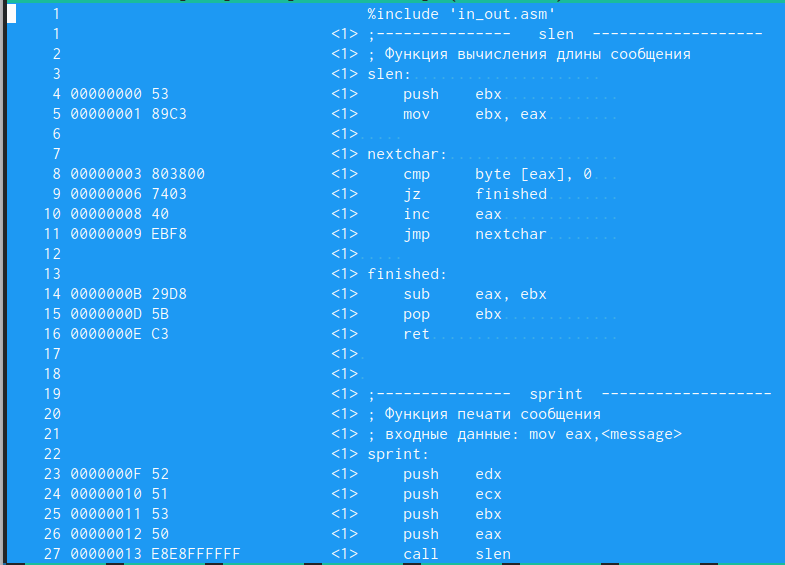 1 %include 'in_out.asm'
1 <1> ;--------------- slen -------------------
2 <1> ; Функция вычисления длины сообщения
3 <1> slen:
4 00000000 53 <1> push ebx
5 00000001 89C3 <1> mov ebx, eax
6 <1>
7 <1> nextchar:
8 00000003 803800 <1> cmp byte [eax], 0
9 00000006 7403 <1> jz finished
10 00000008 40 <1> inc eax
11 00000009 EBF8 <1> jmp nextchar
12 <1>
13 <1> finished:
14 0000000B 29D8 <1> sub eax, ebx
15 0000000D 5B <1> pop ebx
16 0000000E C3 <1> ret
17 <1>
18 <1>
19 <1> ;--------------- sprint -------------------
20 <1> ; Функция печати сообщения
21 <1> ; входные данные: mov eax,<message>
22 <1> sprint:
23 0000000F 52 <1> push edx
24 00000010 51 <1> push ecx
25 00000011 53 <1> push ebx
26 00000012 50 <1> push eax
27 00000013 E8E8FFFFFF <1> call slen